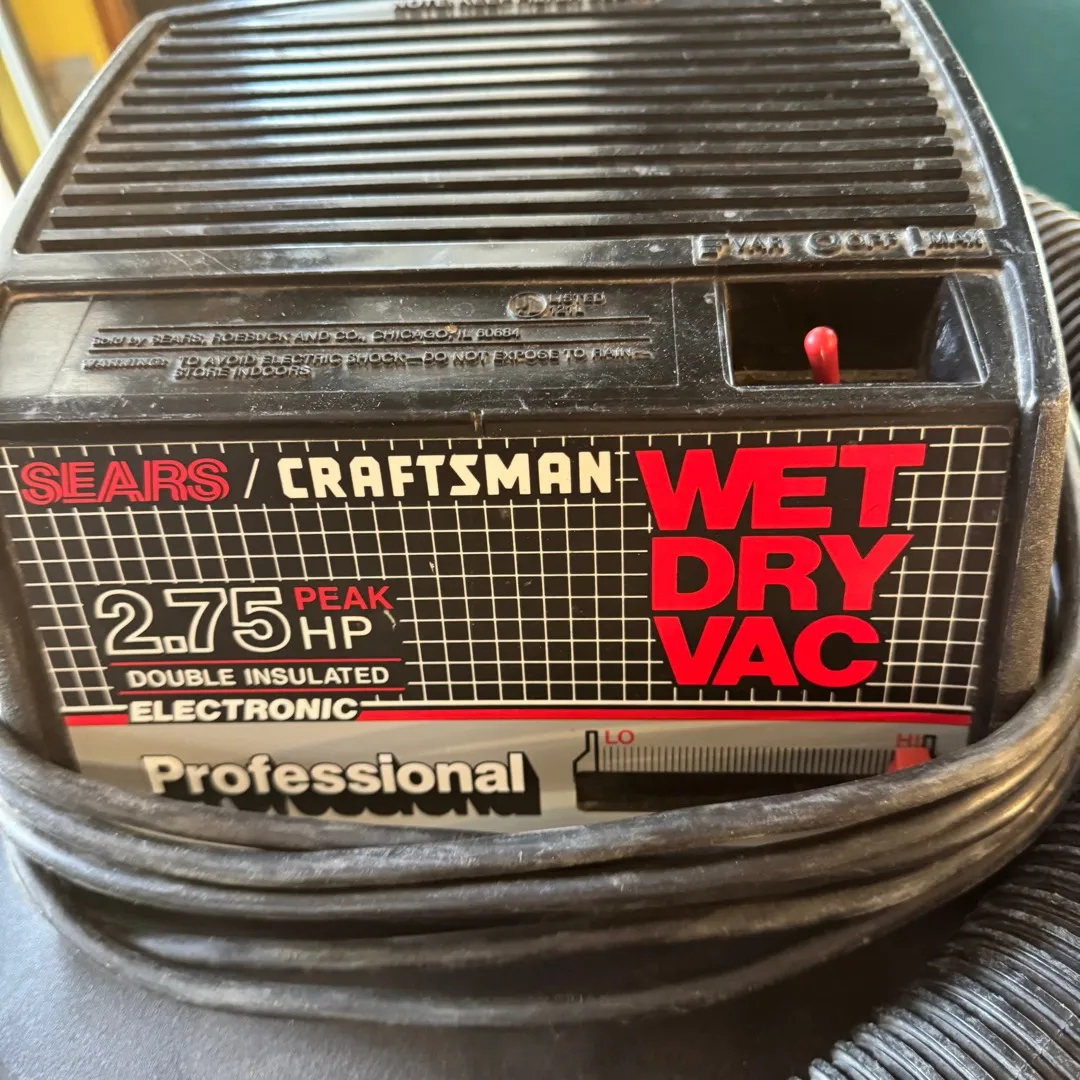 VAR OFF MAX
UL LISTED
Sold by SEARS, ROEBUCK AND CO., CHICAGO, IL 60684
WARNING: TO AVOID ELECTRIC SHOCK—DO NOT EXPOSE TO RAIN—
STORE INDOORS
SEARS / CRAFTSMAN
WET
DRY
VAC
2.75 PEAK
HP
DOUBLE INSULATED
ELECTRONIC
Professional
LO HI